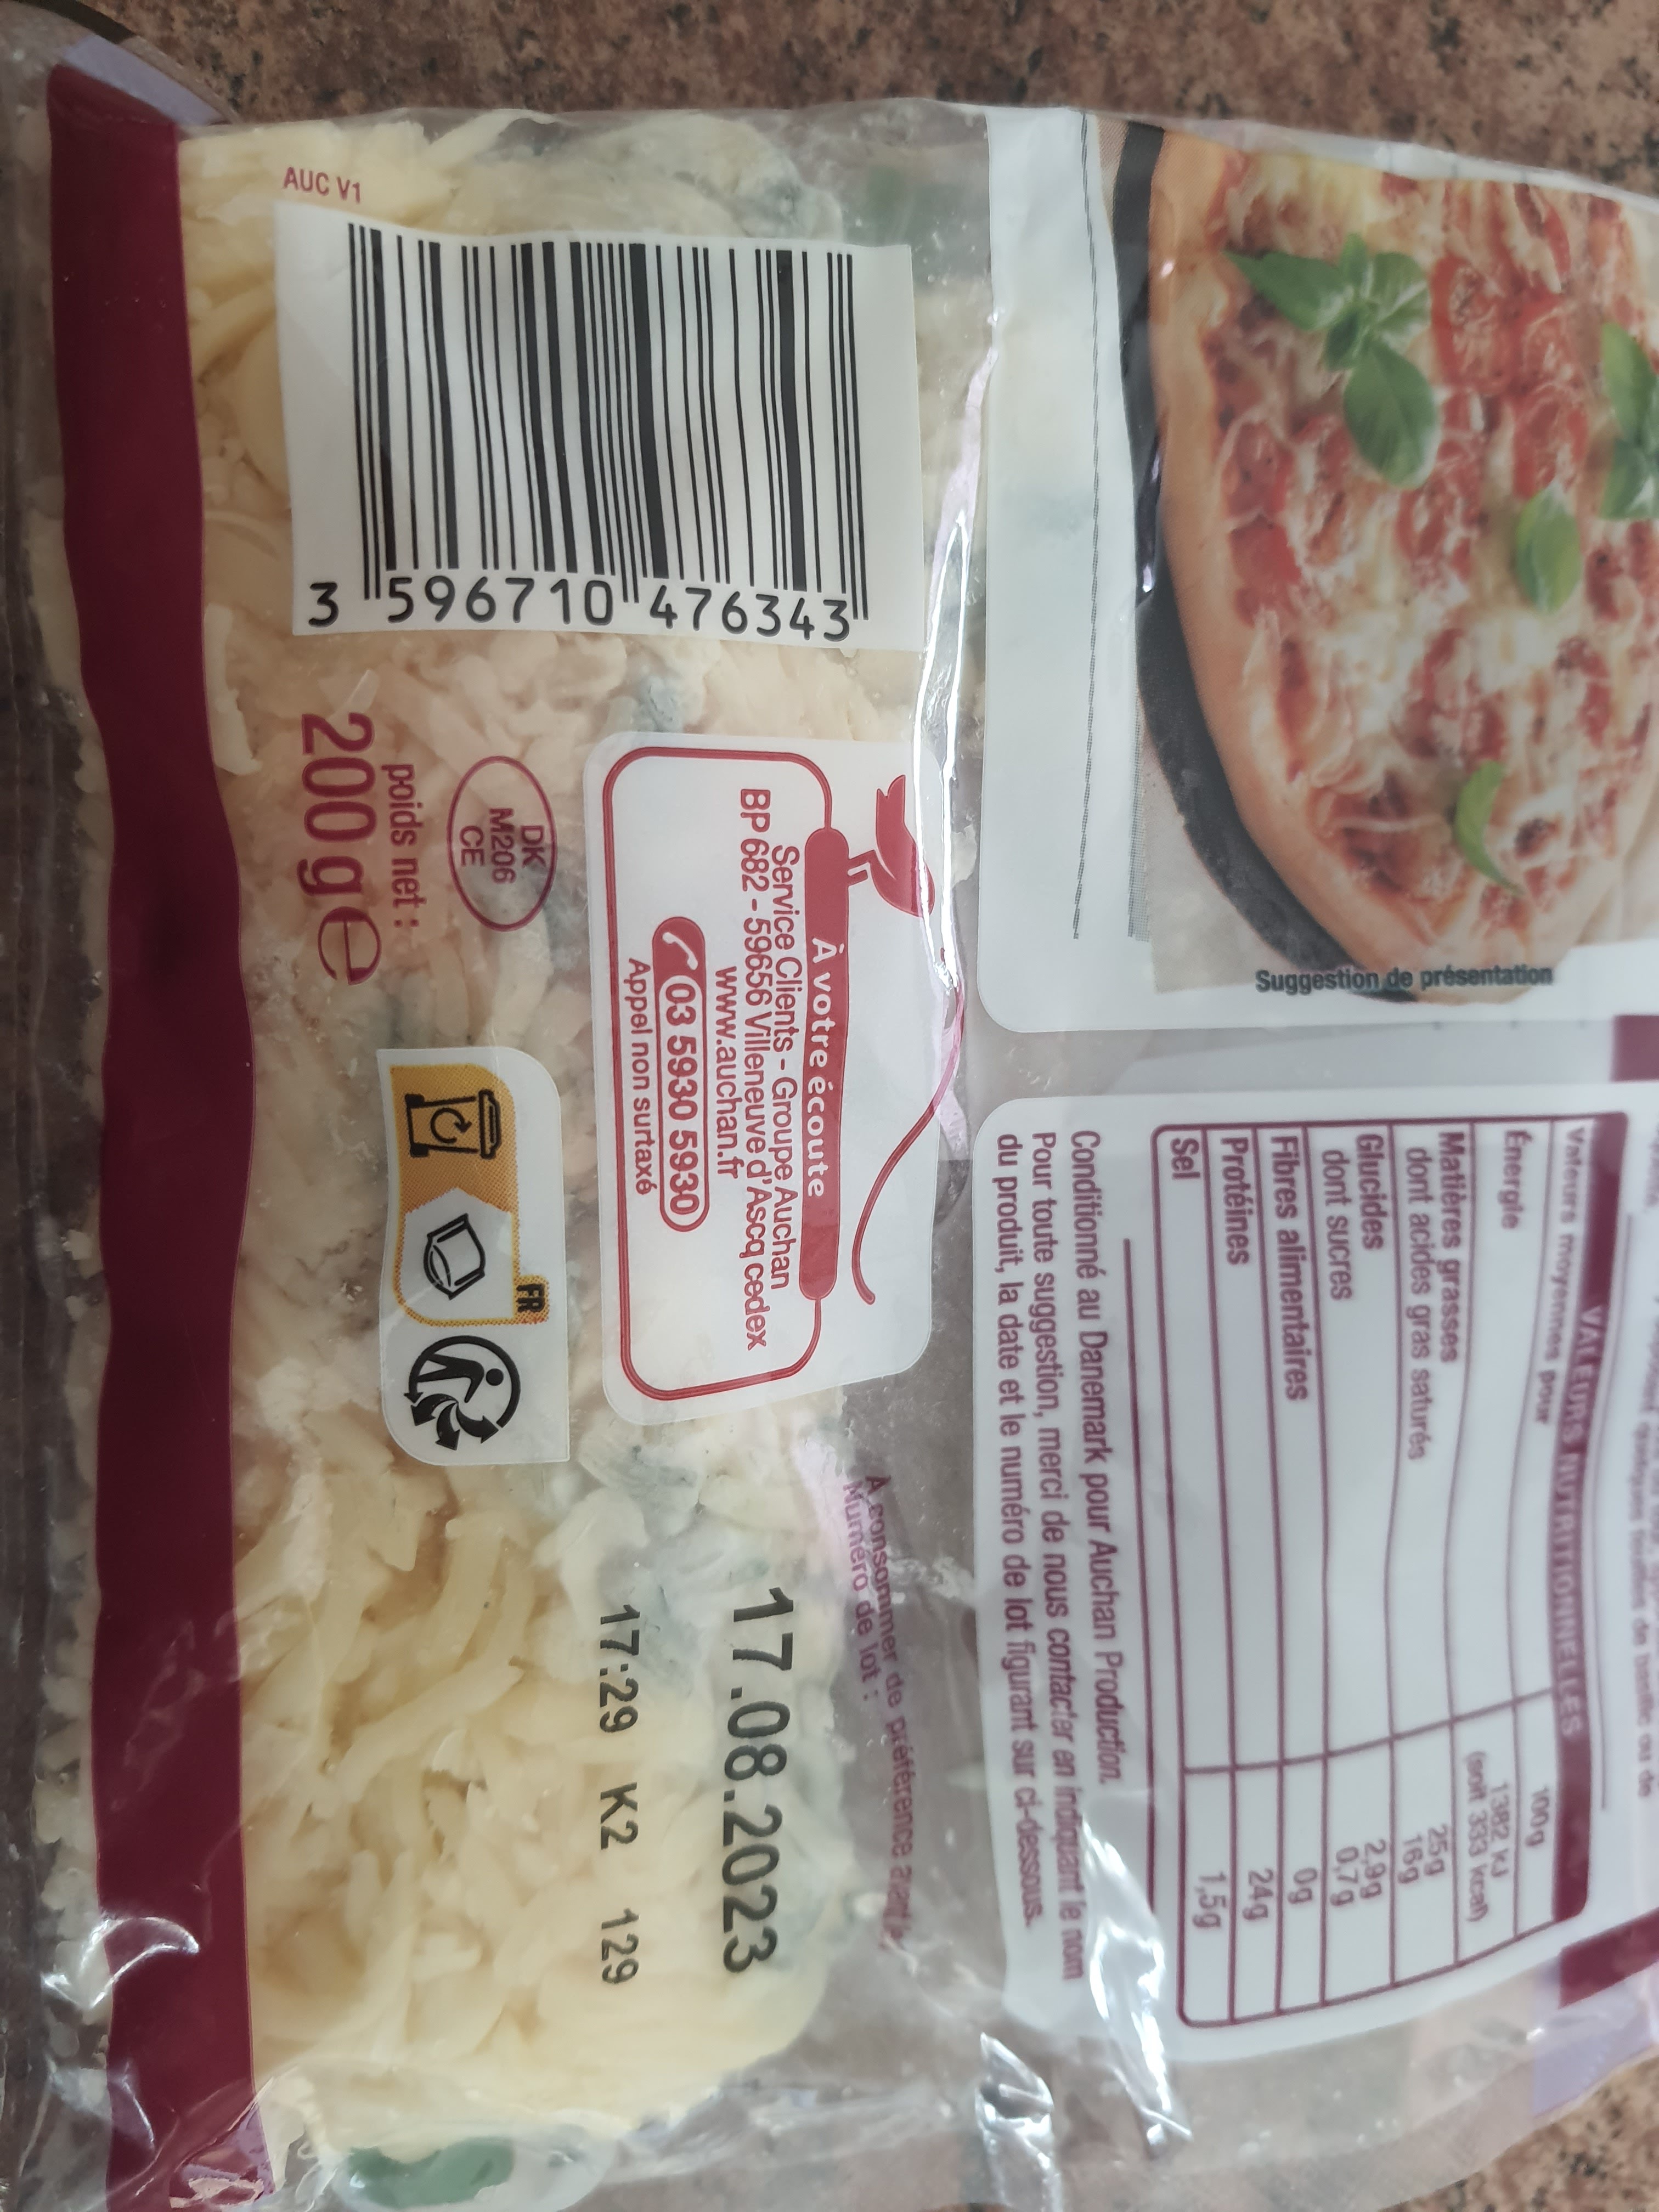 Suggestion de présentation
VALEURS NUTRITIONNELLES
Valeurs moyennes pour 100g
Énergie 1382 kJ
(soit 333 kcal)
Matières grasses 25g
dont acides gras saturés 16g
Glucides 2,9g
dont sucres 0,7g
Fibres alimentaires 0g
Protéines 24g
Sel 1,5g
Conditionné au Danemark pour Auchan Production.
Pour toute suggestion, merci de nous contacter en indiquant le nom
du produit, la date et le numéro de lot figurant sur ci-dessous.
À votre écoute
Service Clients - Groupe Auchan
BP 682 - 59656 Villeneuve d'Ascq cedex
www.auchan.fr
03 5930 5930
Appel non surtaxé
A consommer de préférence avant le
Numéro de lot :
17.08.2023
17:29 K2 129
AUC V1
3 596710 476343
DK
M206
CE
poids net :
200 g e
FR